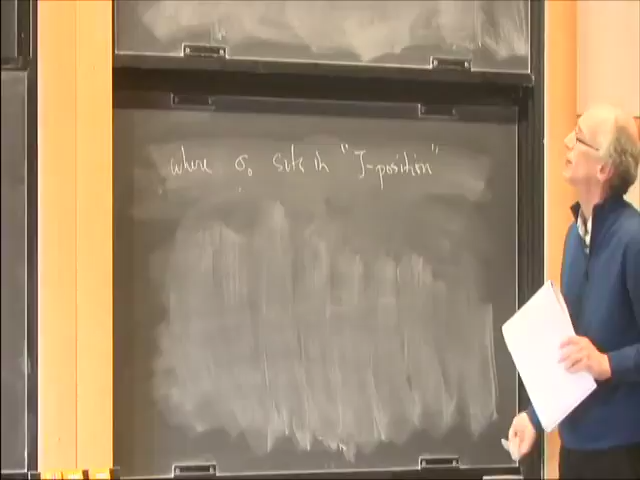 where σ₀ sits in "J-position"